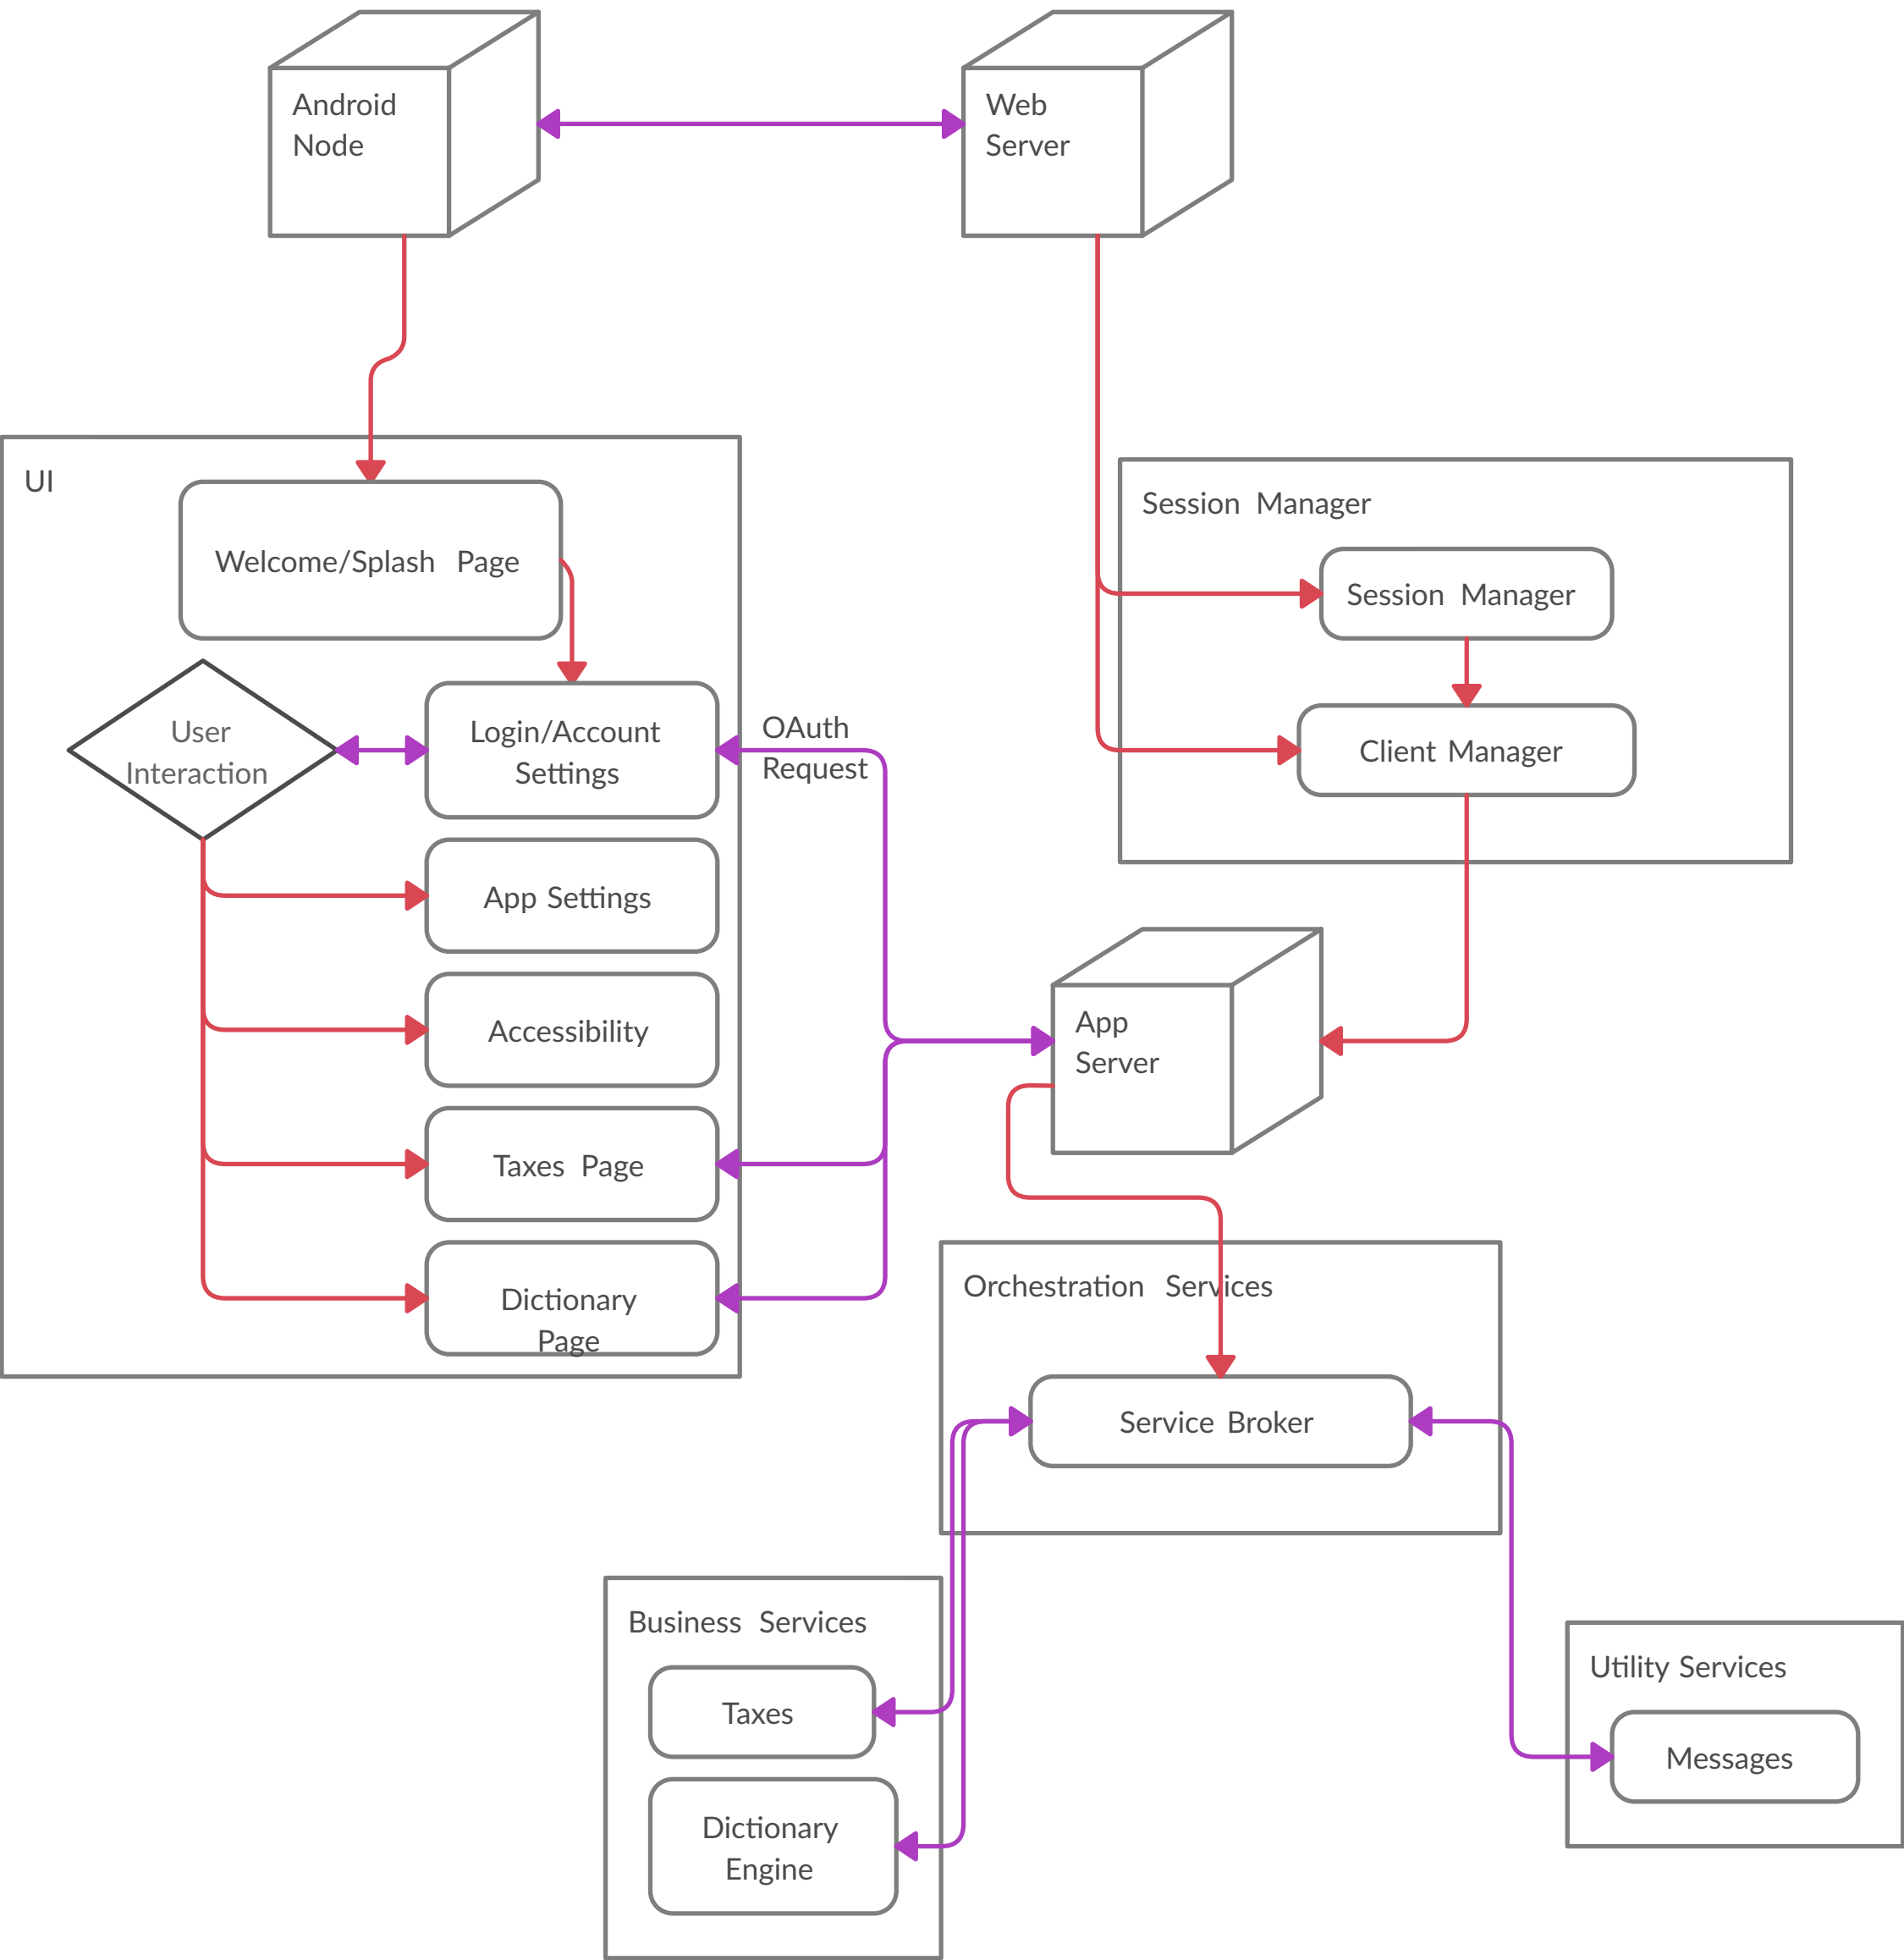 Android
Node
Web
Server
UI
Welcome/Splash Page
User
Interaction
Login/Account
Settings
OAuth
Request
App Settings
Accessibility
Taxes Page
Dictionary
Page
Session Manager
Session Manager
Client Manager
App
Server
Orchestration Services
Service Broker
Business Services
Taxes
Dictionary
Engine
Utility Services
Messages